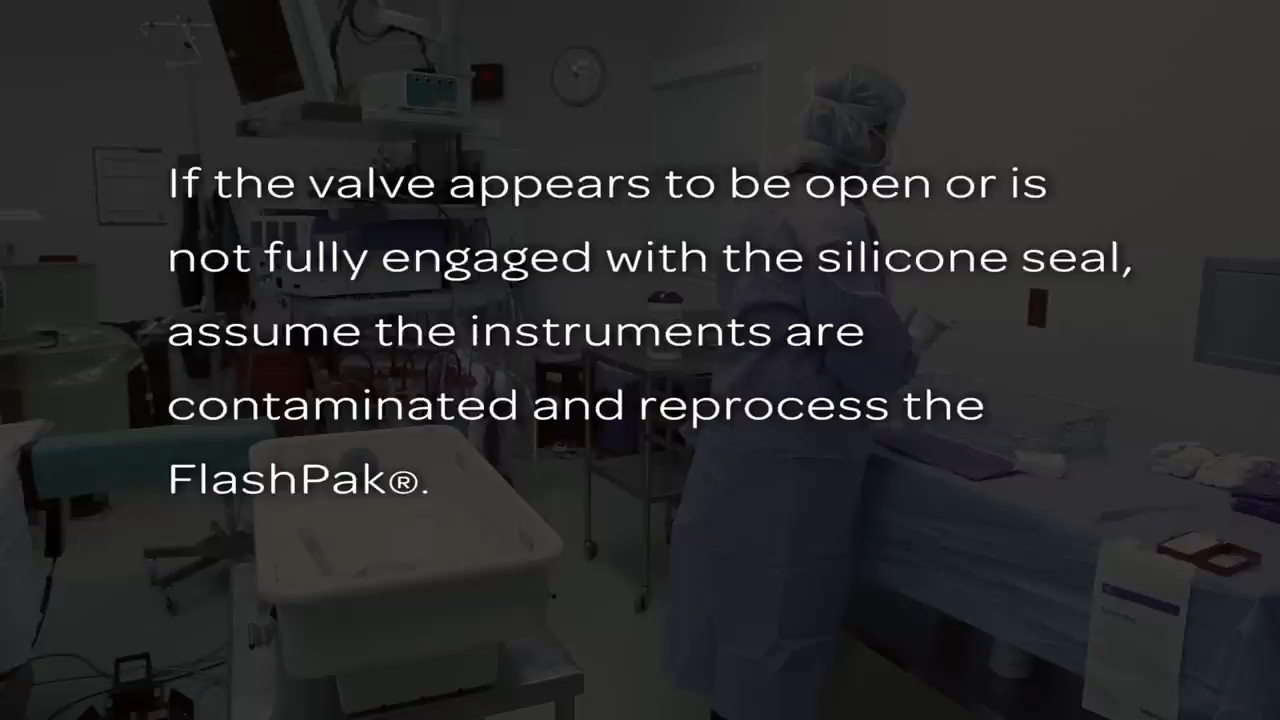 If the valve appears to be open or is
not fully engaged with the silicone seal,
assume the instruments are
contaminated and reprocess the
FlashPak®.